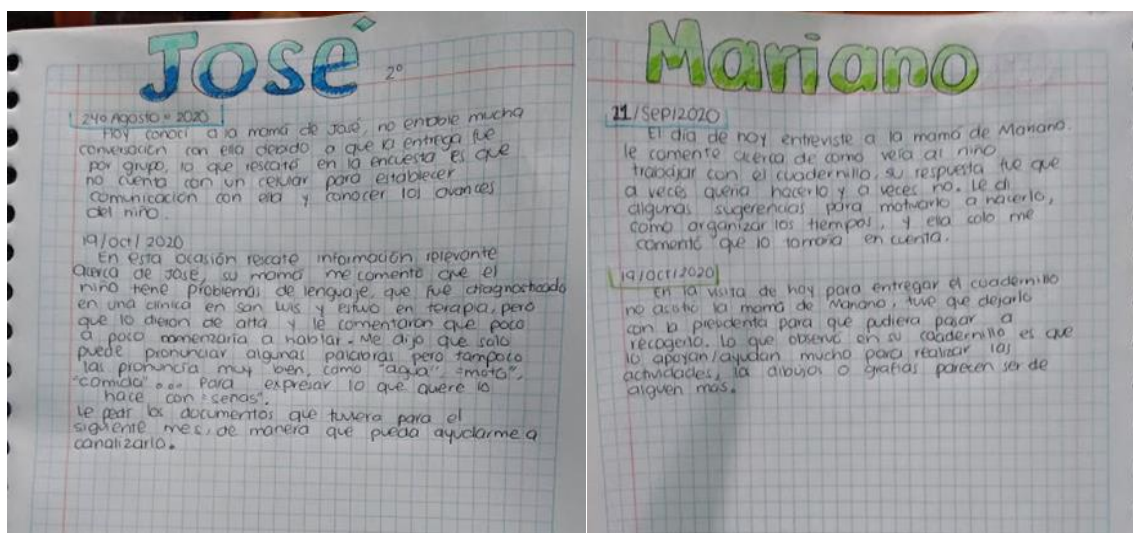 José
2º
24º Agosto º 2020
Hoy conocí a la mamá de José, no entable mucha
conversación con ella debido a que la entrega fue
por grupo, lo que rescaté en la encuesta es que
no cuenta con un celular para establecer
comunicación con ella y conocer los avances
del niño.
19/oct/2020
En esta ocasión rescate información relevante
acerca de José, su mamá me comento que el
niño tiene problemas de lenguaje, que fue diagnosticado
en una clínica en san Luis y estuvo en terapia, pero
que lo dieron de alta y le comentaron que poco
a poco comenzaría a hablar. Me dijo que solo
puede pronunciar algunas palabras pero tampoco
las pronuncia muy bien, como "agua", "moto",
"comida"... Para expresar lo que quiere lo
hace con "señas".
Le pedí los documentos que tuviera para el
siguiente mes, de manera que pueda ayudarme a
canalizarlo.
Mariano
21/Sep/2020
El día de hoy entreviste a la mamá de Mariano.
le comente acerca de como veía al niño
trabajar con el cuadernillo, su respuesta fue que
a veces quería hacerlo y a veces no. Le di
algunas sugerencias para motivarlo a hacerlo,
como organizar los tiempos, y ella solo me
comentó que lo tomaría en cuenta.
19/Oct/2020
En la visita de hoy para entregar el cuadernillo
no asistió la mamá de Mariano, tuve que dejarlo
con la presidenta para que pudiera pasar a
recogerlo. Lo que observé en su cuadernillo es que
lo apoyan/ayudan mucho para realizar las
actividades, la dibujos o grafías parecen ser de
alguien más.